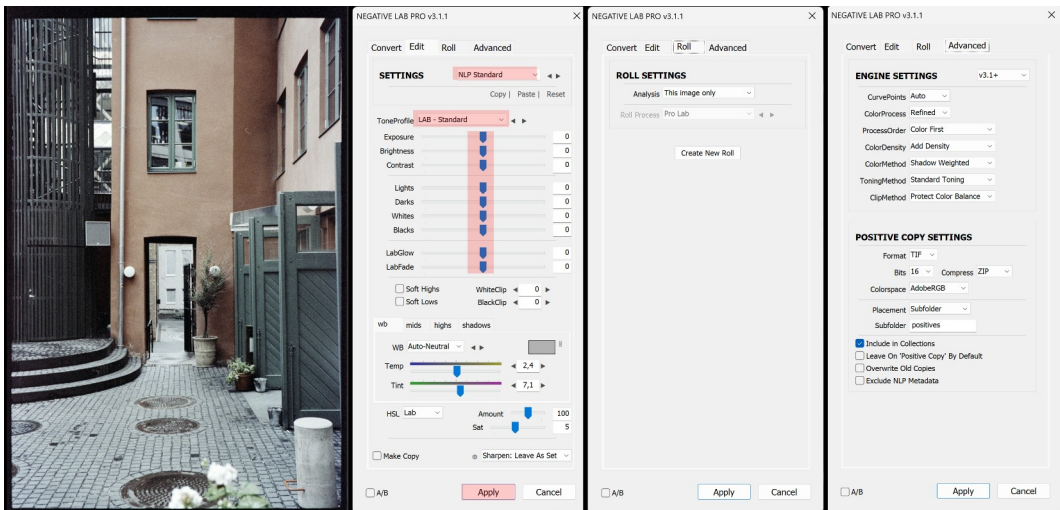 NEGATIVE LAB PRO v3.1.1
Convert Edit Roll Advanced
SETTINGS NLP Standard
Copy | Paste | Reset
ToneProfile LAB - Standard
Exposure 0
Brightness 0
Contrast 0
Lights 0
Darks 0
Whites 0
Blacks 0
LabGlow 0
LabFade 0
Soft Highs WhiteClip 0
Soft Lows BlackClip 0
wb mids highs shadows
WB Auto-Neutral
Temp 2,4
Tint 7,1
HSL Lab Amount 100
Sat 5
Make Copy Sharpen: Leave As Set
A/B Apply Cancel
NEGATIVE LAB PRO v3.1.1
Convert Edit Roll Advanced
ROLL SETTINGS
Analysis This image only
Roll Process Pro Lab
Create New Roll
A/B Apply Cancel
NEGATIVE LAB PRO v3.1.1
Convert Edit Roll Advanced
ENGINE SETTINGS v3.1+
CurvePoints Auto
ColorProcess Refined
ProcessOrder Color First
ColorDensity Add Density
ColorMethod Shadow Weighted
ToningMethod Standard Toning
ClipMethod Protect Color Balance
POSITIVE COPY SETTINGS
Format TIF
Bits 16 Compress ZIP
Colorspace AdobeRGB
Placement Subfolder
Subfolder positives
Include in Collections
Leave On 'Positive Copy' By Default
Overwrite Old Copies
Exclude NLP Metadata
A/B Apply Cancel